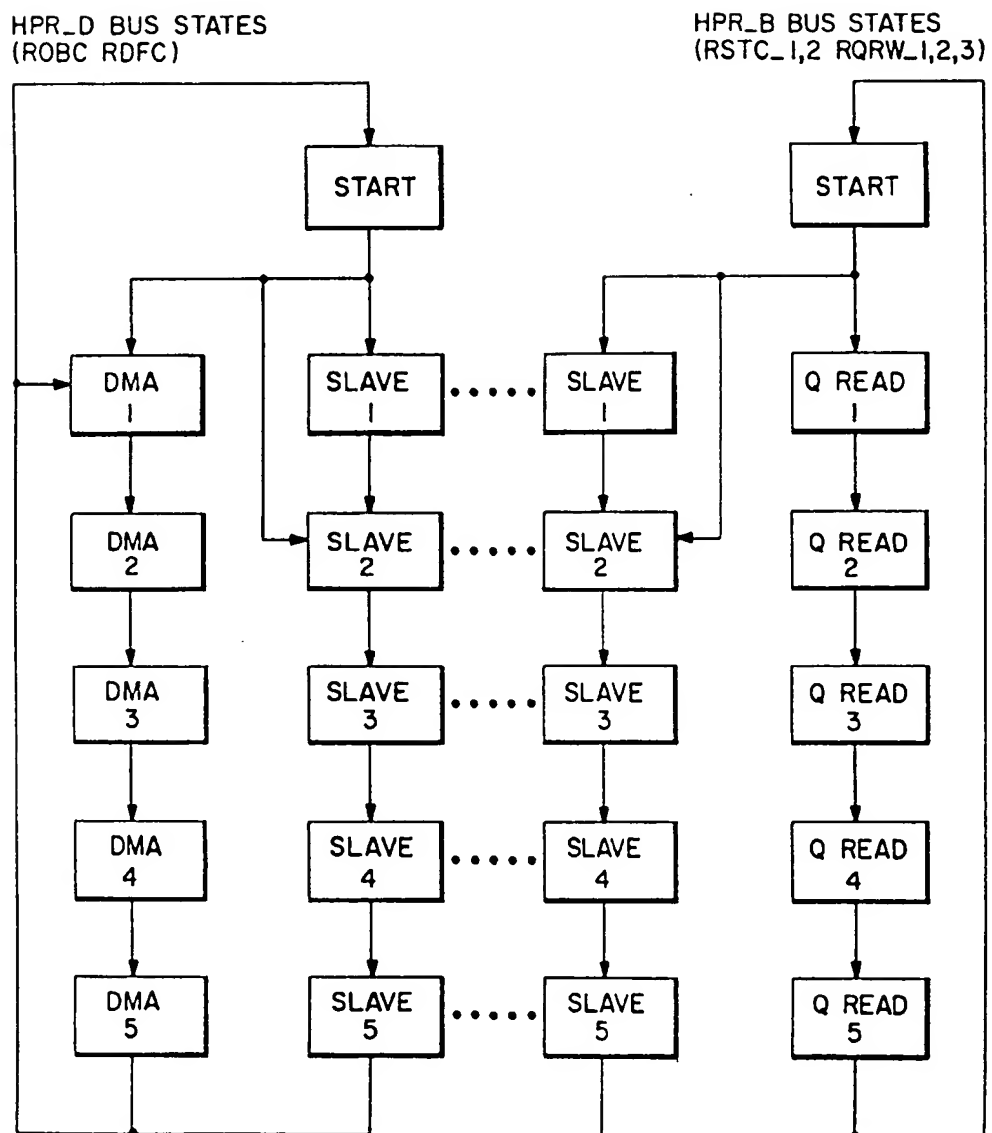 HPR_D BUS STATES
(ROBC RDFC)
HPR_B BUS STATES
(RSTC_1,2 RQRW_1,2,3)
START
START
DMA
1
SLAVE
1
SLAVE
1
Q READ
1
DMA
2
SLAVE
2
SLAVE
2
Q READ
2
DMA
3
SLAVE
3
SLAVE
3
Q READ
3
DMA
4
SLAVE
4
SLAVE
4
Q READ
4
DMA
5
SLAVE
5
SLAVE
5
Q READ
5